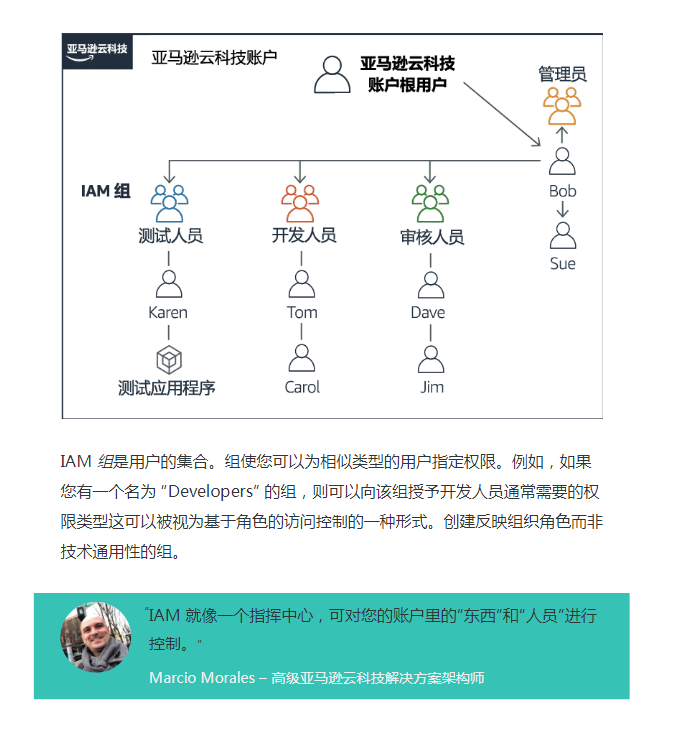 亚马逊云科技
亚马逊云科技账户
亚马逊云科技
账户根用户
管理员
Bob
Sue
IAM 组
测试人员
开发人员
审核人员
Karen
Tom
Dave
测试应用程序
Carol
Jim
IAM 组是用户的集合。组使您可以为相似类型的用户指定权限。例如，如果
您有一个名为 “Developers” 的组，则可以向该组授予开发人员通常需要的权
限类型这可以被视为基于角色的访问控制的一种形式。创建反映组织角色而非
技术通用性的组。
“IAM 就像一个指挥中心，可对您的账户里的“东西”和“人员”进行
控制。”
Marcio Morales – 高级亚马逊云科技解决方案架构师